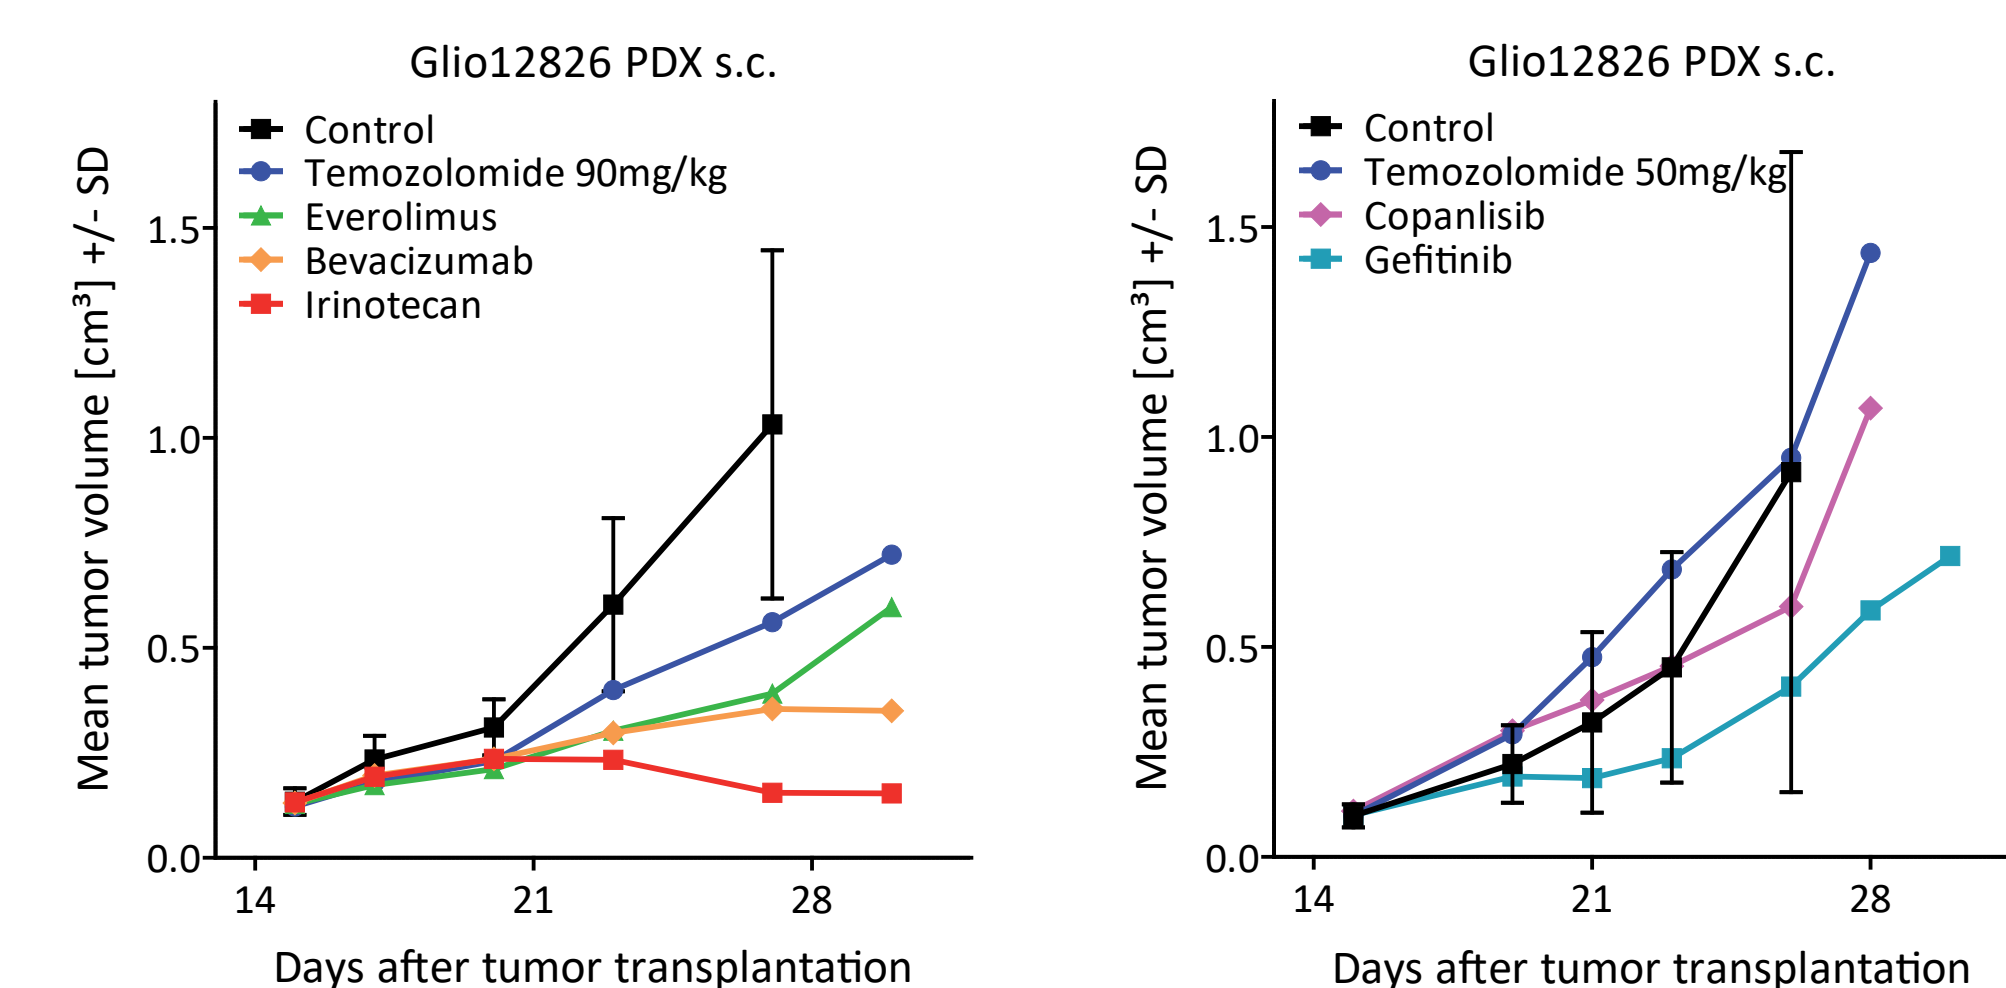 Glio12826 PDX s.c.
Control
Temozolomide 90mg/kg
Everolimus
Bevacizumab
Irinotecan
Mean tumor volume [cm³] +/- SD
1.5
1.0
0.5
0.0
14 21 28
Days after tumor transplantation
Glio12826 PDX s.c.
Control
Temozolomide 50mg/kg
Copanlisib
Gefitinib
Mean tumor volume [cm³] +/- SD
1.5
1.0
0.5
0.0
14 21 28
Days after tumor transplantation